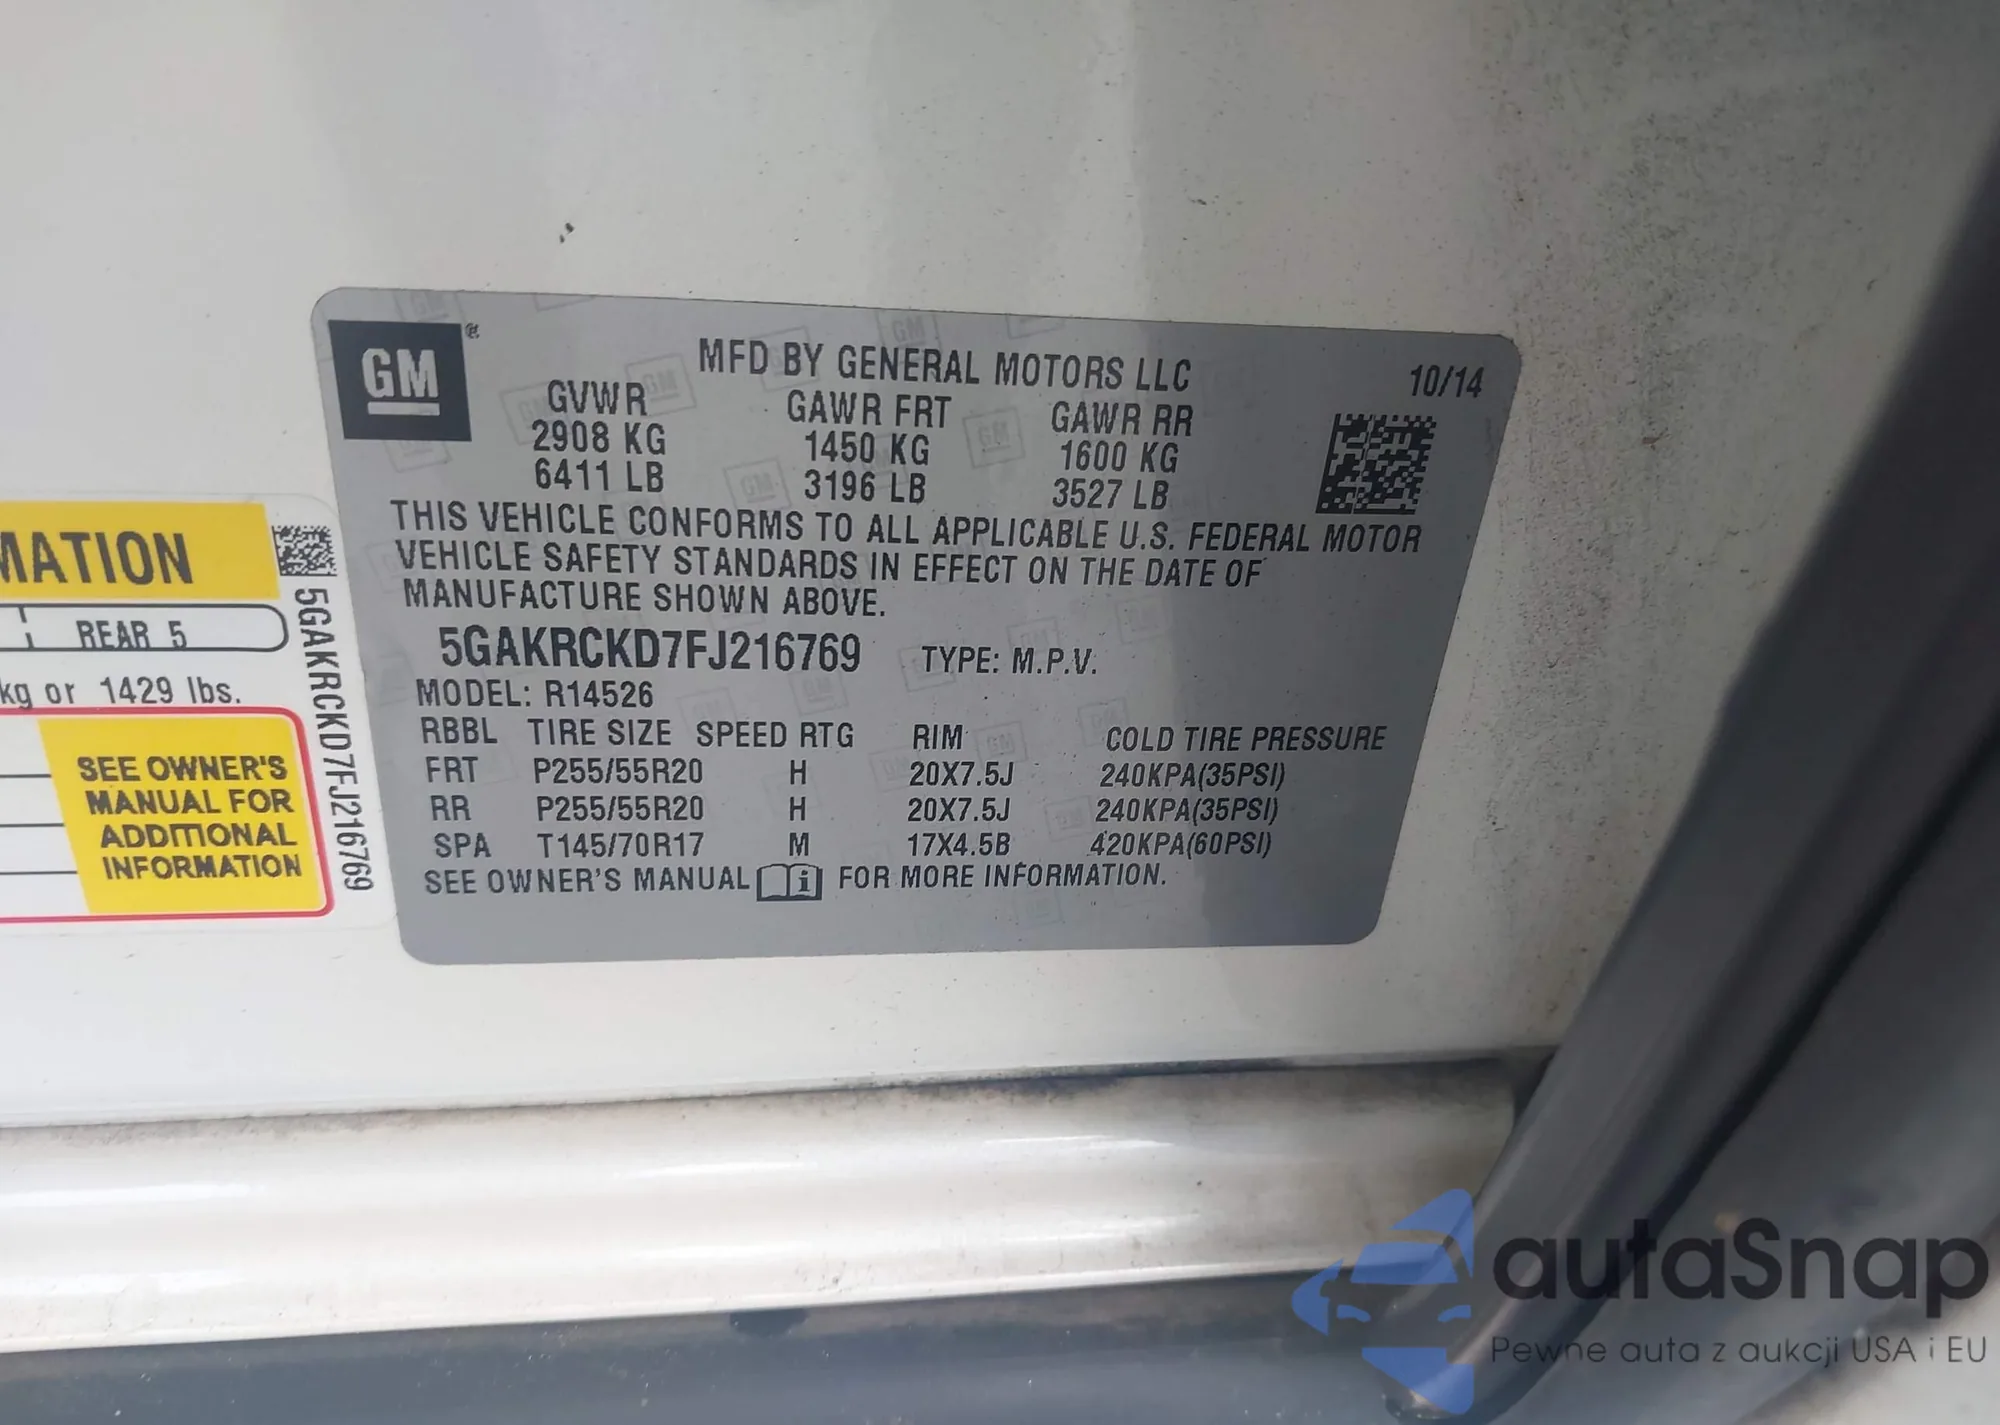 GM
MFD BY GENERAL MOTORS LLC
10/14
GVWR GAWR FRT GAWR RR
2908 KG 1450 KG 1600 KG
6411 LB 3196 LB 3527 LB
THIS VEHICLE CONFORMS TO ALL APPLICABLE U.S. FEDERAL MOTOR
VEHICLE SAFETY STANDARDS IN EFFECT ON THE DATE OF
MANUFACTURE SHOWN ABOVE.
5GAKRCKD7FJ216769 TYPE: M.P.V.
MODEL: R14526
RBBL TIRE SIZE SPEED RTG RIM COLD TIRE PRESSURE
FRT P255/55R20 H 20X7.5J 240KPA(35PSI)
RR P255/55R20 H 20X7.5J 240KPA(35PSI)
SPA T145/70R17 M 17X4.5B 420KPA(60PSI)
SEE OWNER'S MANUAL i FOR MORE INFORMATION.
MATION
REAR 5
kg or 1429 lbs.
SEE OWNER'S
MANUAL FOR
ADDITIONAL
INFORMATION
5GAKRCKD7FJ216769
autaSnap
Pewne auta z aukcji USA i EU